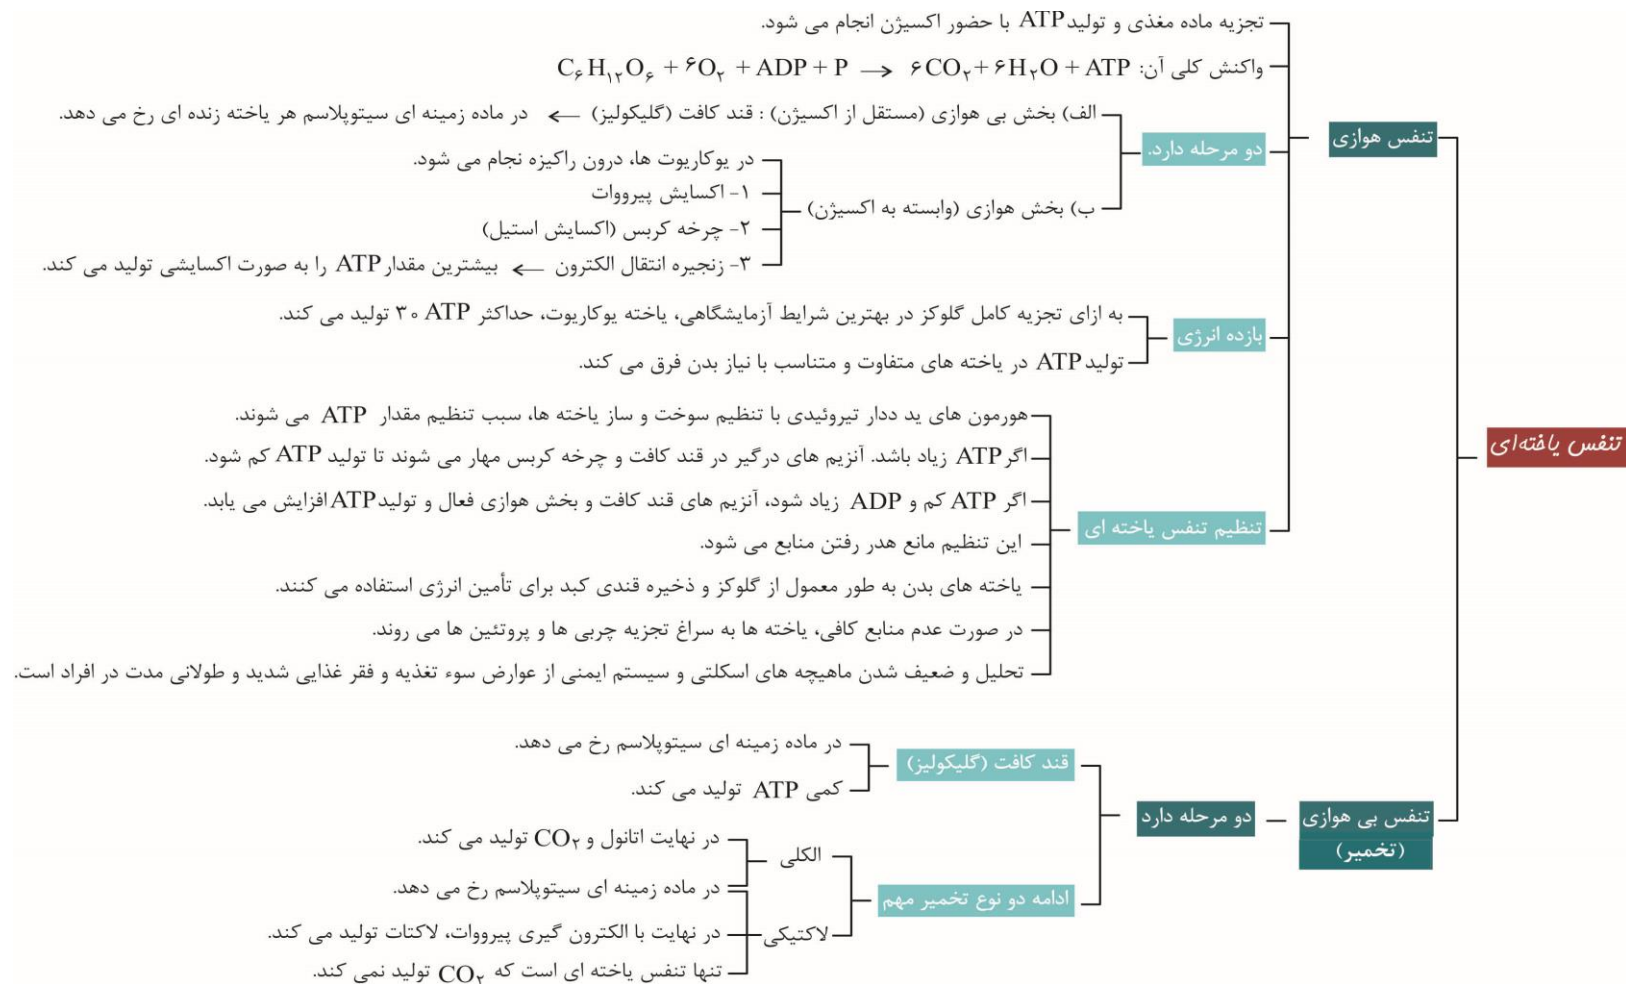 تنفس یاخته‌ای
تنفس هوازی
تجزیه ماده مغذی و تولید ATP با حضور اکسیژن انجام می شود.
واکنش کلی آن: C₆H₁₂O₆ + ۶O₂ + ADP + P → ۶CO₂ + ۶H₂O + ATP
دو مرحله دارد.
الف) بخش بی هوازی (مستقل از اکسیژن) : قند کافت (گلیکولیز) ← در ماده زمینه ای سیتوپلاسم هر یاخته زنده ای رخ می دهد.
ب) بخش هوازی (وابسته به اکسیژن)
در یوکاریوت ها، درون راکیزه نجام می شود.
۱- اکسایش پیرووات
۲- چرخه کربس (اکسایش استیل)
۳- زنجیره انتقال الکترون ← بیشترین مقدار ATP را به صورت اکسایشی تولید می کند.
بازده انرژی
به ازای تجزیه کامل گلوکز در بهترین شرایط آزمایشگاهی، یاخته یوکاریوت، حداکثر ۳۰ ATP تولید می کند.
تولید ATP در یاخته های متفاوت و متناسب با نیاز بدن فرق می کند.
تنظیم تنفس یاخته ای
هورمون های ید ددار تیروئیدی با تنظیم سوخت و ساز یاخته ها، سبب تنظیم مقدار ATP می شوند.
اگر ATP زیاد باشد. آنزیم های درگیر در قند کافت و چرخه کربس مهار می شوند تا تولید ATP کم شود.
اگر ATP کم و ADP زیاد شود، آنزیم های قند کافت و بخش هوازی فعال و تولید ATP افزایش می یابد.
این تنظیم مانع هدر رفتن منابع می شود.
یاخته های بدن به طور معمول از گلوکز و ذخیره قندی کبد برای تأمین انرژی استفاده می کنند.
در صورت عدم منابع کافی، یاخته ها به سراغ تجزیه چربی ها و پروتئین ها می روند.
تحلیل و ضعیف شدن ماهیچه های اسکلتی و سیستم ایمنی از عوارض سوء تغذیه و فقر غذایی شدید و طولانی مدت در افراد است.
تنفس بی هوازی
(تخمیر)
دو مرحله دارد
قند کافت (گلیکولیز)
در ماده زمینه ای سیتوپلاسم رخ می دهد.
کمی ATP تولید می کند.
ادامه دو نوع تخمیر مهم
الکلی
در نهایت اتانول و CO₂ تولید می کند.
در ماده زمینه ای سیتوپلاسم رخ می دهد.
لاکتیکی
در نهایت با الکترون گیری پیرووات، لاکتات تولید می کند.
تنها تنفس یاخته ای است که CO₂ تولید نمی کند.